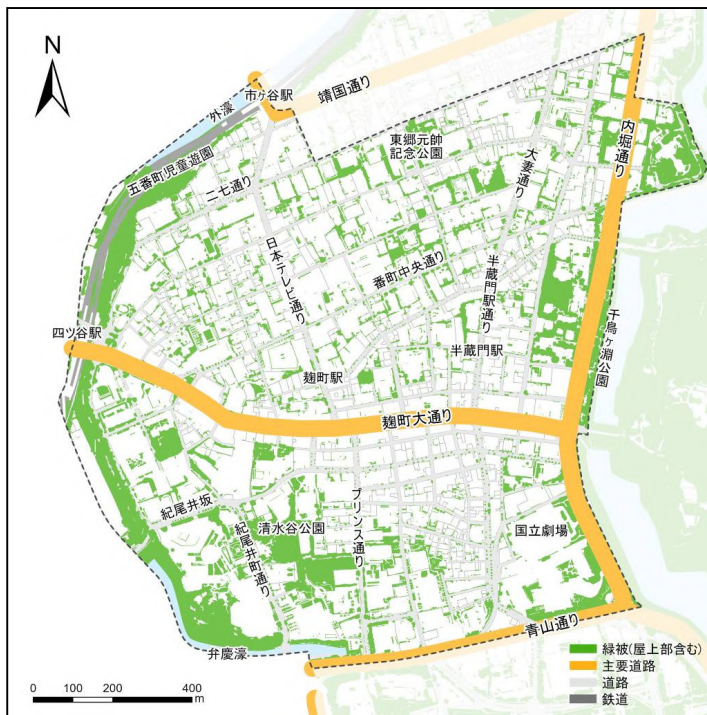 N
市ヶ谷駅
靖国通り
外濠
内堀通り
東郷元帥
記念公園
大妻通り
五番町児童遊園
二七通り
日本テレビ通り
番町中央通り
半蔵門駅通り
千鳥ヶ淵公園
四ツ谷駅
半蔵門駅
麹町駅
麹町大通り
紀尾井坂
紀尾井町通り
清水谷公園
プリンス通り
国立劇場
青山通り
弁慶濠
緑被(屋上部含む)
主要道路
道路
鉄道
0 100 200 400
m